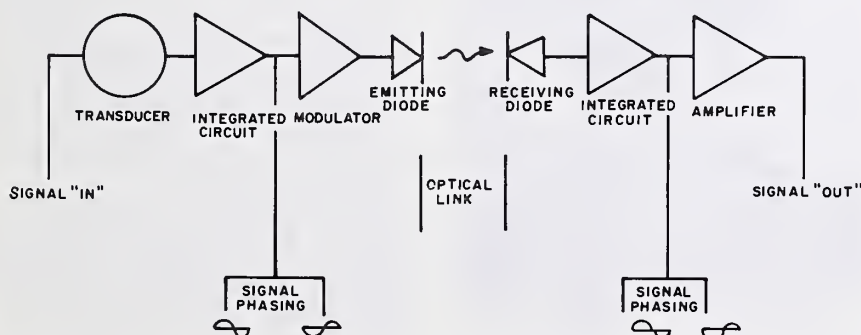 TRANSDUCER
INTEGRATED
CIRCUIT
MODULATOR
EMITTING
DIODE
RECEIVING
DIODE
INTEGRATED
CIRCUIT
AMPLIFIER
SIGNAL "IN"
OPTICAL
LINK
SIGNAL "OUT"
SIGNAL
PHASING
SIGNAL
PHASING